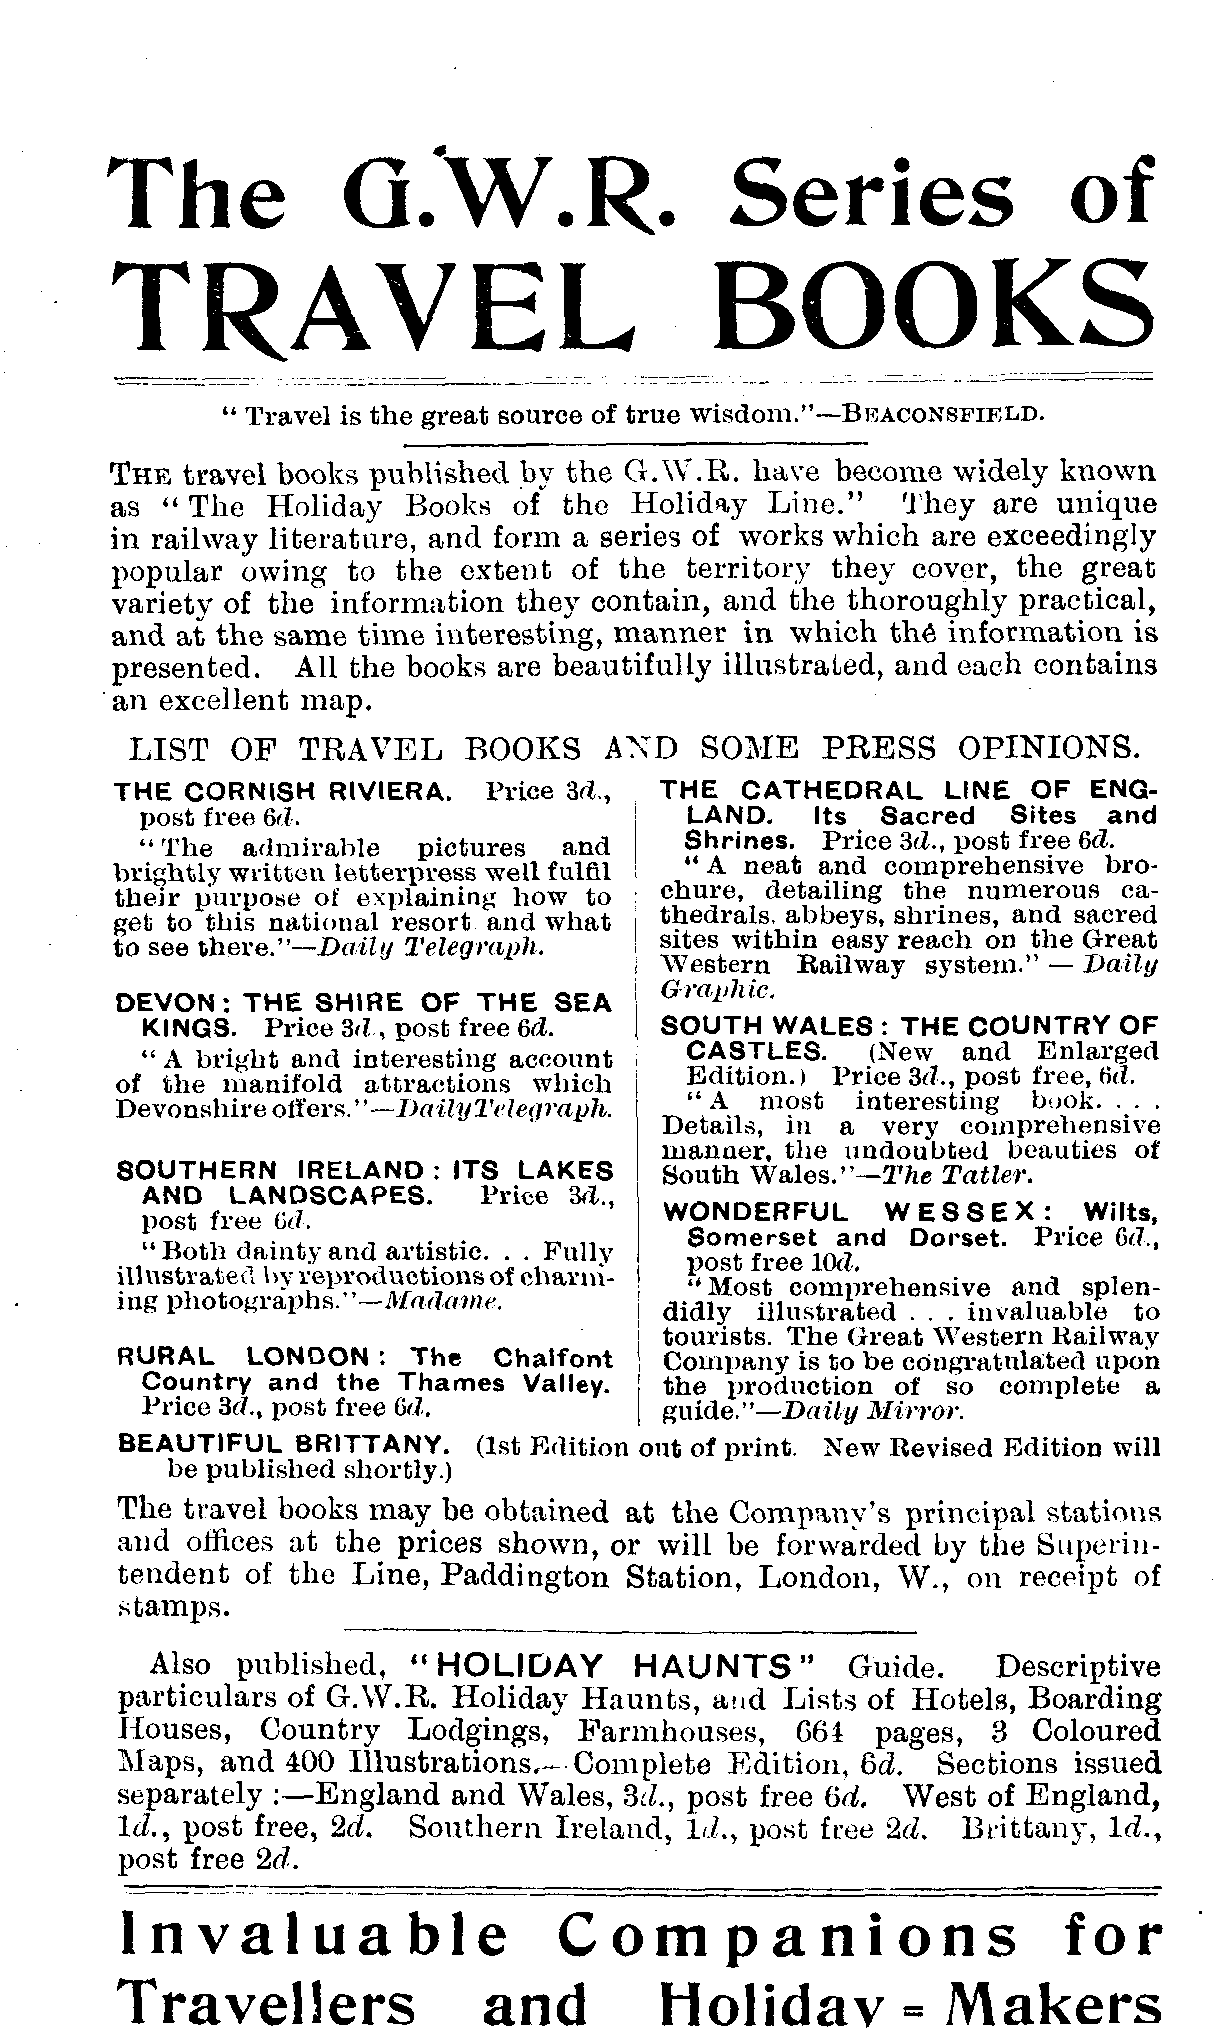 The G.W.R. Series of
TRAVEL BOOKS
" Travel is the great source of true wisdom."—BEACONSFIELD.
THE travel books published by the G.W.R. have become widely known
as " The Holiday Books of the Holiday Line." They are unique
in railway literature, and form a series of works which are exceedingly
popular owing to the extent of the territory they cover, the great
variety of the information they contain, and the thoroughly practical,
and at the same time interesting, manner in which the information is
presented. All the books are beautifully illustrated, and each contains
an excellent map.
LIST OF TRAVEL BOOKS AND SOME PRESS OPINIONS.
THE CORNISH RIVIERA. Price 3d.,
post free 6d.
" The admirable pictures and
brightly written letterpress well fulfil
their purpose of explaining how to
get to this national resort and what
to see there."—Daily Telegraph.
DEVON: THE SHIRE OF THE SEA
KINGS. Price 3d., post free 6d.
" A bright and interesting account
of the manifold attractions which
Devonshire offers."—Daily Telegraph.
SOUTHERN IRELAND: ITS LAKES
AND LANDSCAPES. Price 3d.,
post free 6d.
" Both dainty and artistic. . . Fully
illustrated by reproductions of charm-
ing photographs."—Madame.
RURAL LONDON: The Chalfont
Country and the Thames Valley.
Price 3d., post free 6d.
THE CATHEDRAL LINE OF ENG-
LAND. Its Sacred Sites and
Shrines. Price 3d., post free 6d.
" A neat and comprehensive bro-
chure, detailing the numerous ca-
thedrals, abbeys, shrines, and sacred
sites within easy reach on the Great
Western Railway system." — Daily
Graphic.
SOUTH WALES: THE COUNTRY OF
CASTLES. (New and Enlarged
Edition.) Price 3d., post free, 6d.
" A most interesting book. . . .
Details, in a very comprehensive
manner, the undoubted beauties of
South Wales."—The Tatler.
WONDERFUL WESSEX: Wilts,
Somerset and Dorset. Price 6d.,
post free 10d.
" Most comprehensive and splen-
didly illustrated . . . invaluable to
tourists. The Great Western Railway
Company is to be congratulated upon
the production of so complete a
guide."—Daily Mirror.
BEAUTIFUL BRITTANY. (1st Edition out of print. New Revised Edition will
be published shortly.)
The travel books may be obtained at the Company's principal stations
and offices at the prices shown, or will be forwarded by the Superin-
tendent of the Line, Paddington Station, London, W., on receipt of
stamps.
Also published, "HOLIDAY HAUNTS" Guide. Descriptive
particulars of G.W.R. Holiday Haunts, and Lists of Hotels, Boarding
Houses, Country Lodgings, Farmhouses, 664 pages, 3 Coloured
Maps, and 400 Illustrations.—Complete Edition, 6d. Sections issued
separately :—England and Wales, 3d., post free 6d. West of England,
1d., post free, 2d. Southern Ireland, 1d., post free 2d. Brittany, 1d.,
post free 2d.
Invaluable Companions for
Travellers and Holiday=Makers